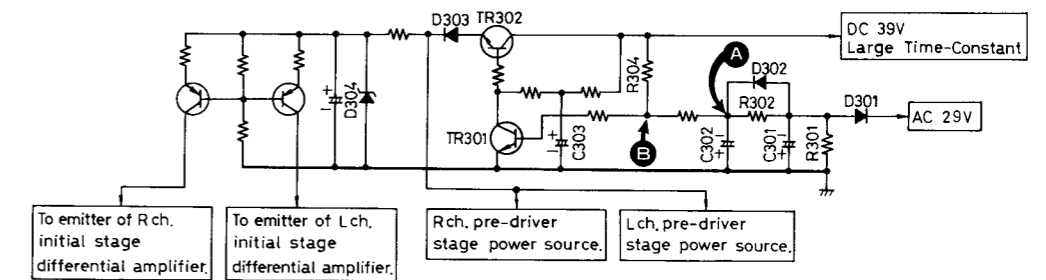 D303
TR302
DC 39V
Large Time-Constant
A
D302
R304
D304
R302
D301
AC 29V
TR301
C303
B
C302
C301
R301
To emitter of Rch.
initial stage
differential amplifier.
To emitter of Lch.
initial stage
differential amplifier.
Rch. pre-driver
stage power source.
Lch. pre-driver
stage power source.